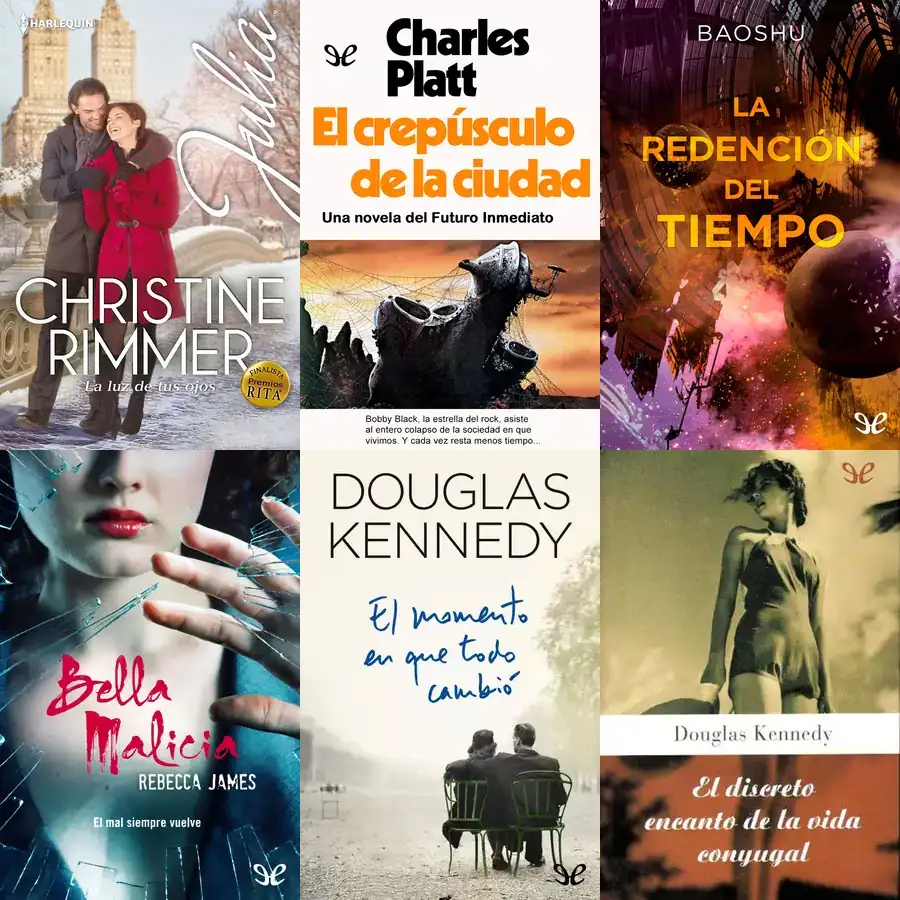 HARLEQUIN™
Julia™
CHRISTINE
RIMMER
La luz de tus ojos
FINALISTA
Premios
RITA
Charles
Platt
El crepúsculo
de la ciudad
Una novela del Futuro Inmediato
Bobby Black, la estrella del rock, asiste
al entero colapso de la sociedad en que
vivimos. Y cada vez resta menos tiempo...
BAOSHU
LA
REDENCIÓN
DEL
TIEMPO
Bella
Malicia
REBECCA JAMES
El mal siempre vuelve
DOUGLAS
KENNEDY
El momento
en que todo
cambió
Douglas Kennedy
El discreto
encanto de la vida
conyugal